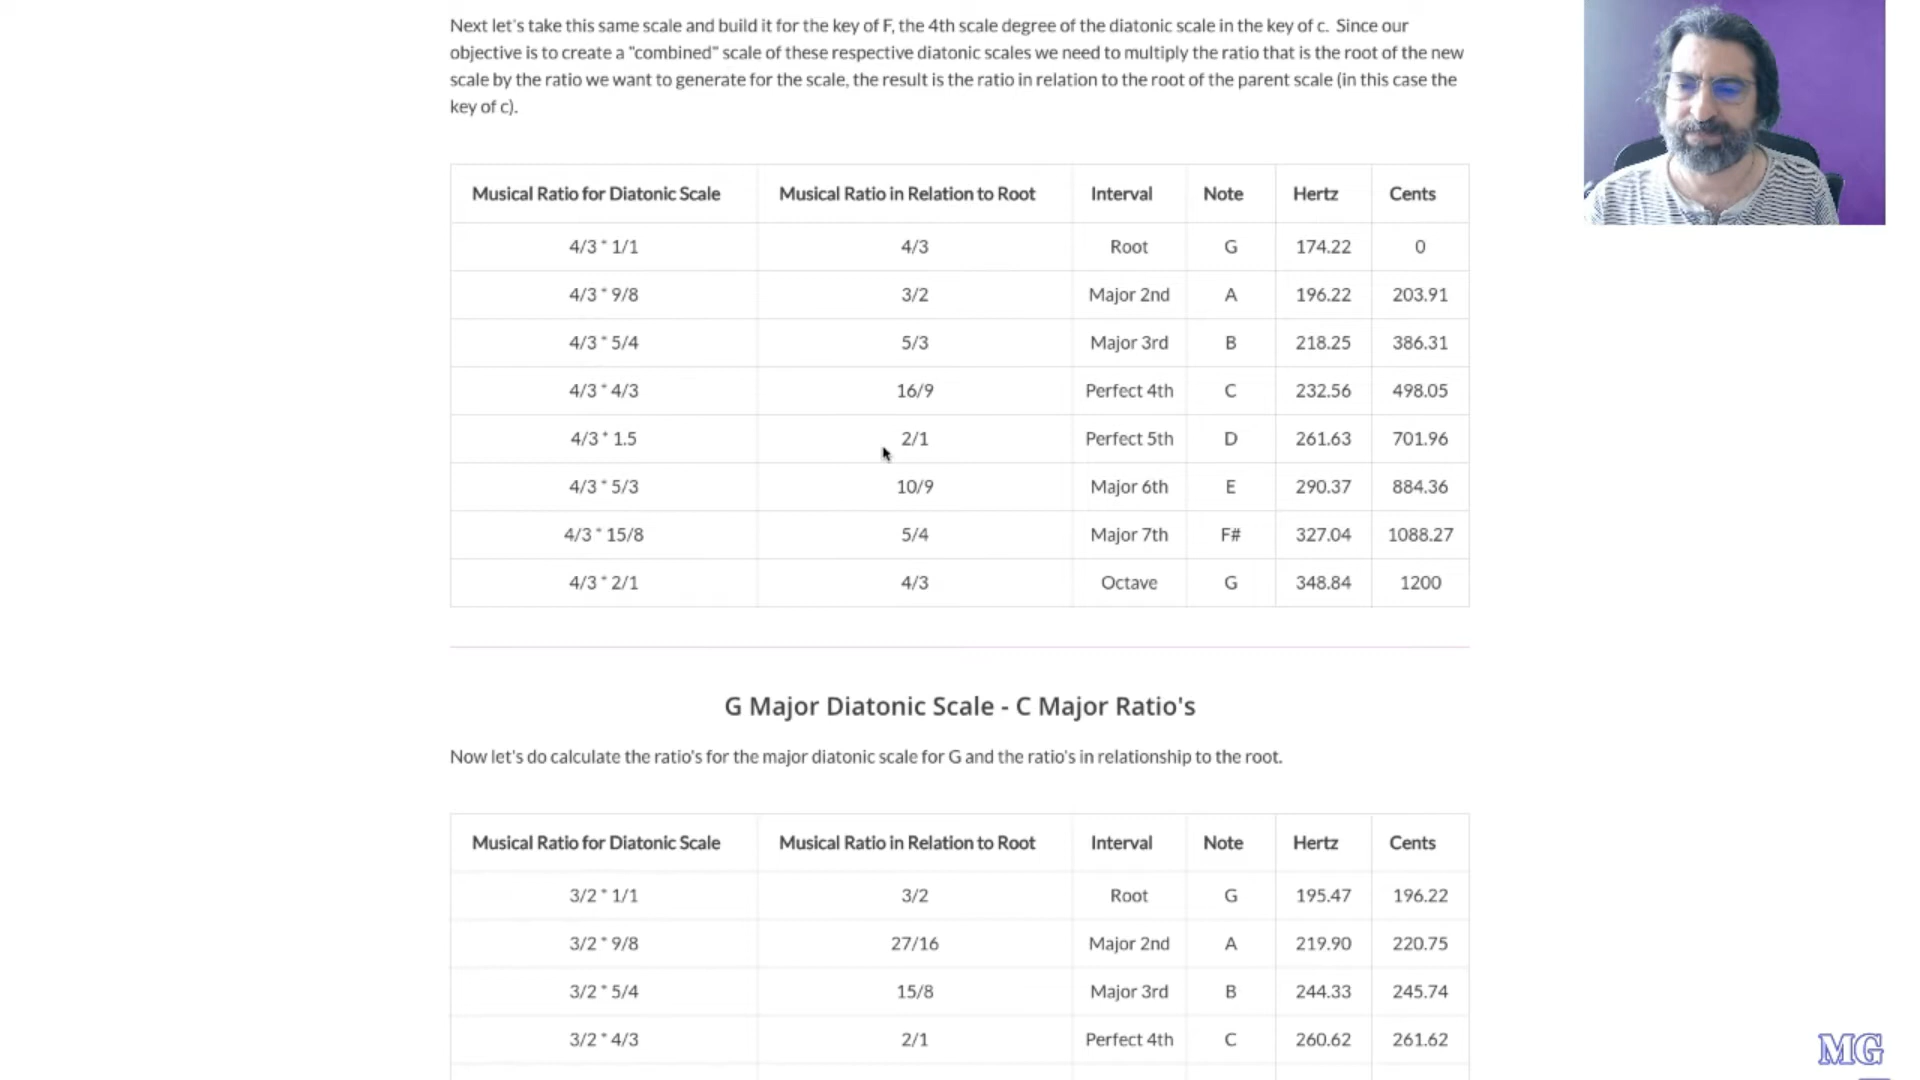 Next let's take this same scale and build it for the key of F, the 4th scale degree of the diatonic scale in the key of c. Since our
objective is to create a "combined" scale of these respective diatonic scales we need to multiply the ratio that is the root of the new
scale by the ratio we want to generate for the scale, the result is the ratio in relation to the root of the parent scale (in this case the
key of c).
Musical Ratio for Diatonic Scale Musical Ratio in Relation to Root Interval Note Hertz Cents
4/3 * 1/1 4/3 Root G 174.22 0
4/3 * 9/8 3/2 Major 2nd A 196.22 203.91
4/3 * 5/4 5/3 Major 3rd B 218.25 386.31
4/3 * 4/3 16/9 Perfect 4th C 232.56 498.05
4/3 * 1.5 2/1 Perfect 5th D 261.63 701.96
4/3 * 5/3 10/9 Major 6th E 290.37 884.36
4/3 * 15/8 5/4 Major 7th F# 327.04 1088.27
4/3 * 2/1 4/3 Octave G 348.84 1200
G Major Diatonic Scale - C Major Ratio's
Now let's do calculate the ratio's for the major diatonic scale for G and the ratio's in relationship to the root.
Musical Ratio for Diatonic Scale Musical Ratio in Relation to Root Interval Note Hertz Cents
3/2 * 1/1 3/2 Root G 195.47 196.22
3/2 * 9/8 27/16 Major 2nd A 219.90 220.75
3/2 * 5/4 15/8 Major 3rd B 244.33 245.74
3/2 * 4/3 2/1 Perfect 4th C 260.62 261.62
MG